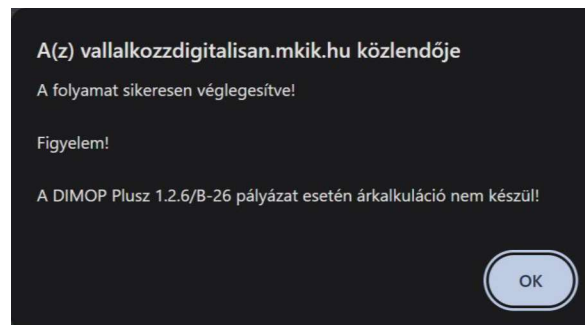 A(z) vallalkozzdigitalisan.mkik.hu közlendője
A folyamat sikeresen véglegesítve!
Figyelem!
A DIMOP Plusz 1.2.6/B-26 pályázat esetén árkalkuláció nem készül!
OK